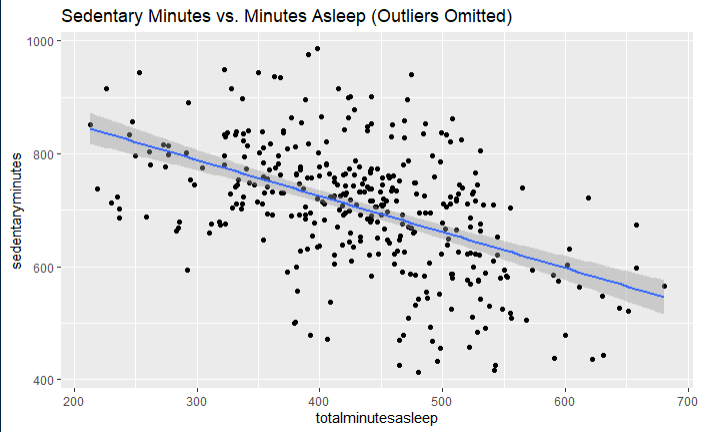 Sedentary Minutes vs. Minutes Asleep (Outliers Omitted)
1000
800
600
400
sedentaryminutes
200 300 400 500 600 700
totalminutesasleep